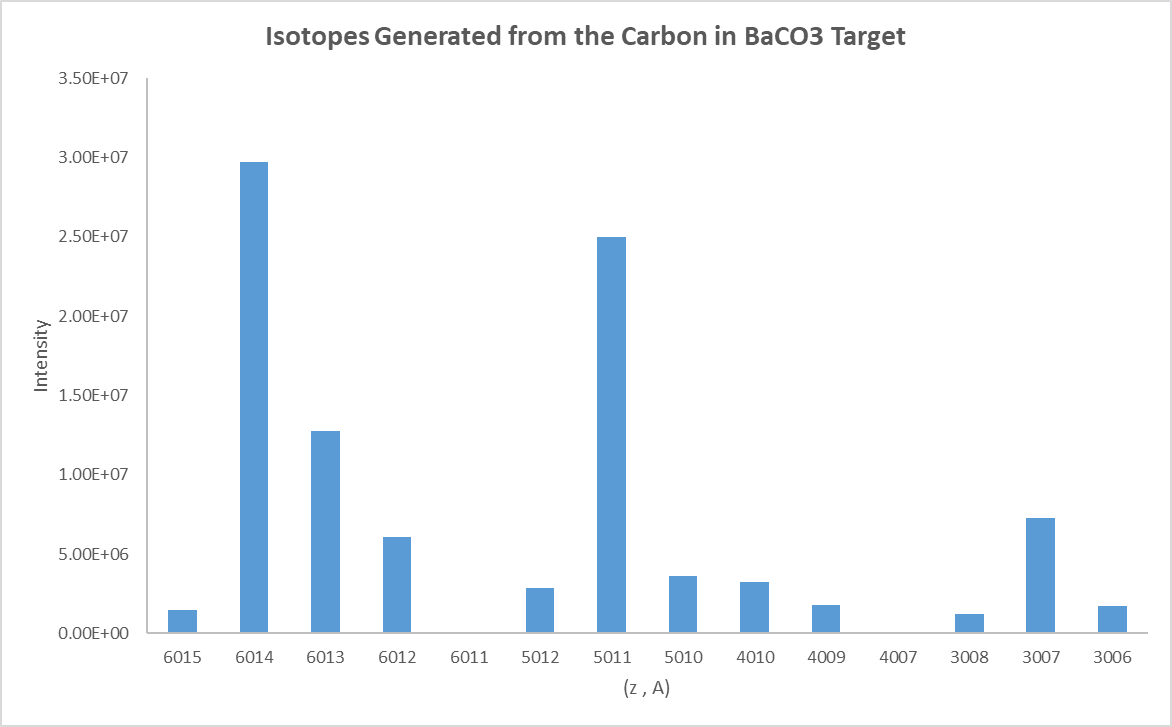 Isotopes Generated from the Carbon in BaCO3 Target
3.50E+07
3.00E+07
2.50E+07
2.00E+07
1.50E+07
1.00E+07
5.00E+06
0.00E+00
Intensity
6015 6014 6013 6012 6011 5012 5011 5010 4010 4009 4007 3008 3007 3006
(z , A)